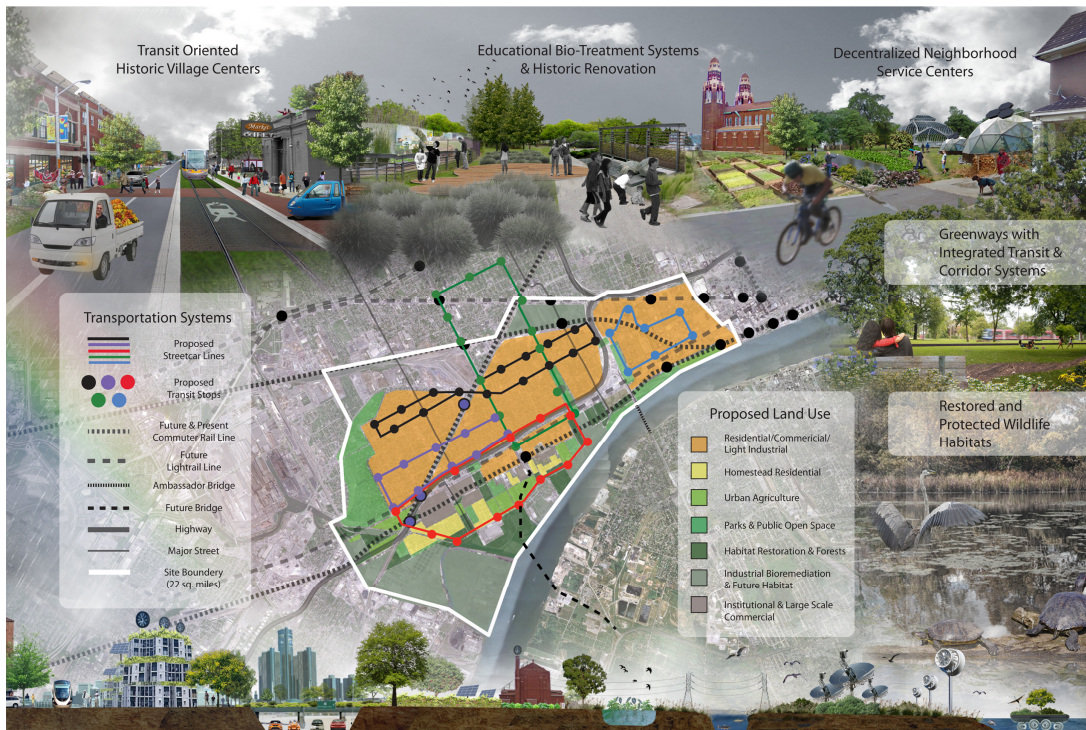 Transit Oriented
Historic Village Centers
Educational Bio-Treatment Systems
& Historic Renovation
Decentralized Neighborhood
Service Centers
Market
Greenways with
Integrated Transit &
Corridor Systems
Transportation Systems
Proposed
Streetcar Lines
Proposed
Transit Stops
Future & Present
Commuter Rail Line
Future
Lightrail Line
Ambassador Bridge
Future Bridge
Highway
Major Street
Site Boundary
(22 sq. miles)
Proposed Land Use
Residential/Commercial/
Light Industrial
Homestead Residential
Urban Agriculture
Parks & Public Open Space
Habitat Restoration & Forests
Industrial Bioremediation
& Future Habitat
Institutional & Large Scale
Commercial
Restored and
Protected Wildlife
Habitats